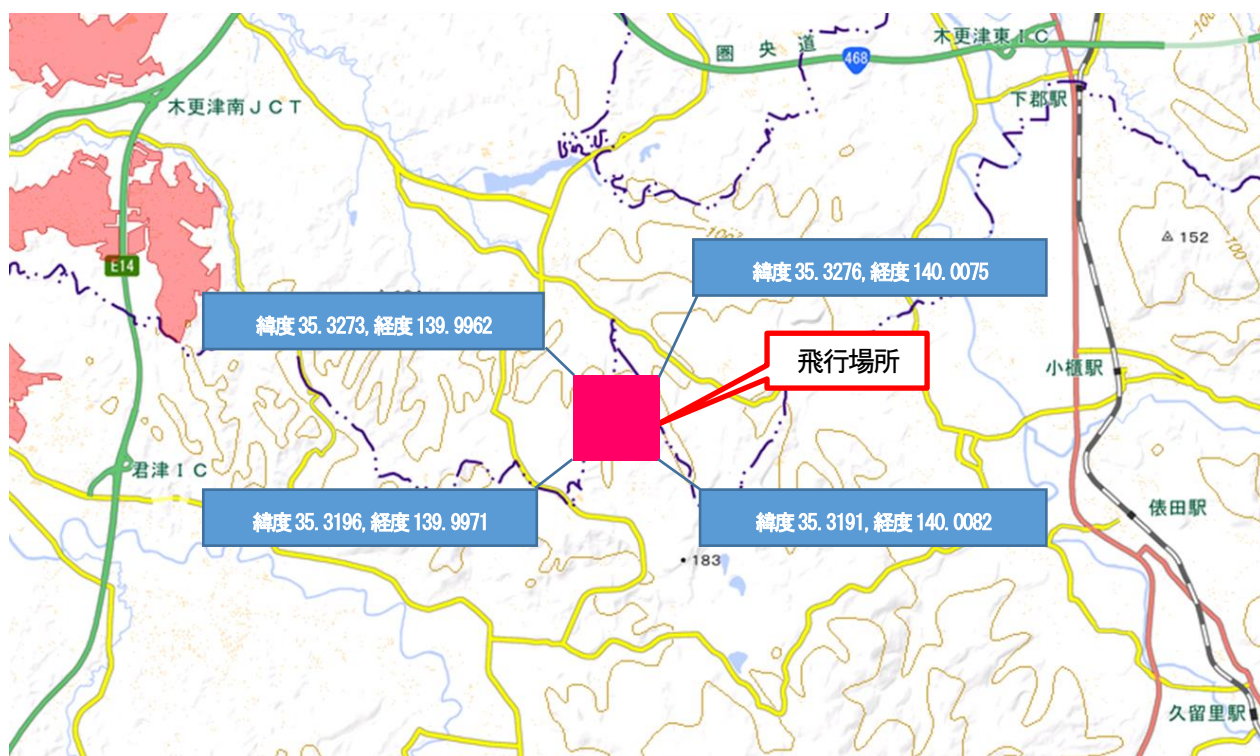 圏央道
468
木更津東ＩＣ
木更津南ＪＣＴ
下郡駅
100
152
100
E14
緯度 35.3276, 経度 140.0075
緯度 35.3273, 経度 139.9962
飛行場所
小櫃駅
君津ＩＣ
緯度 35.3196, 経度 139.9971
緯度 35.3191, 経度 140.0082
俵田駅
183
久留里駅